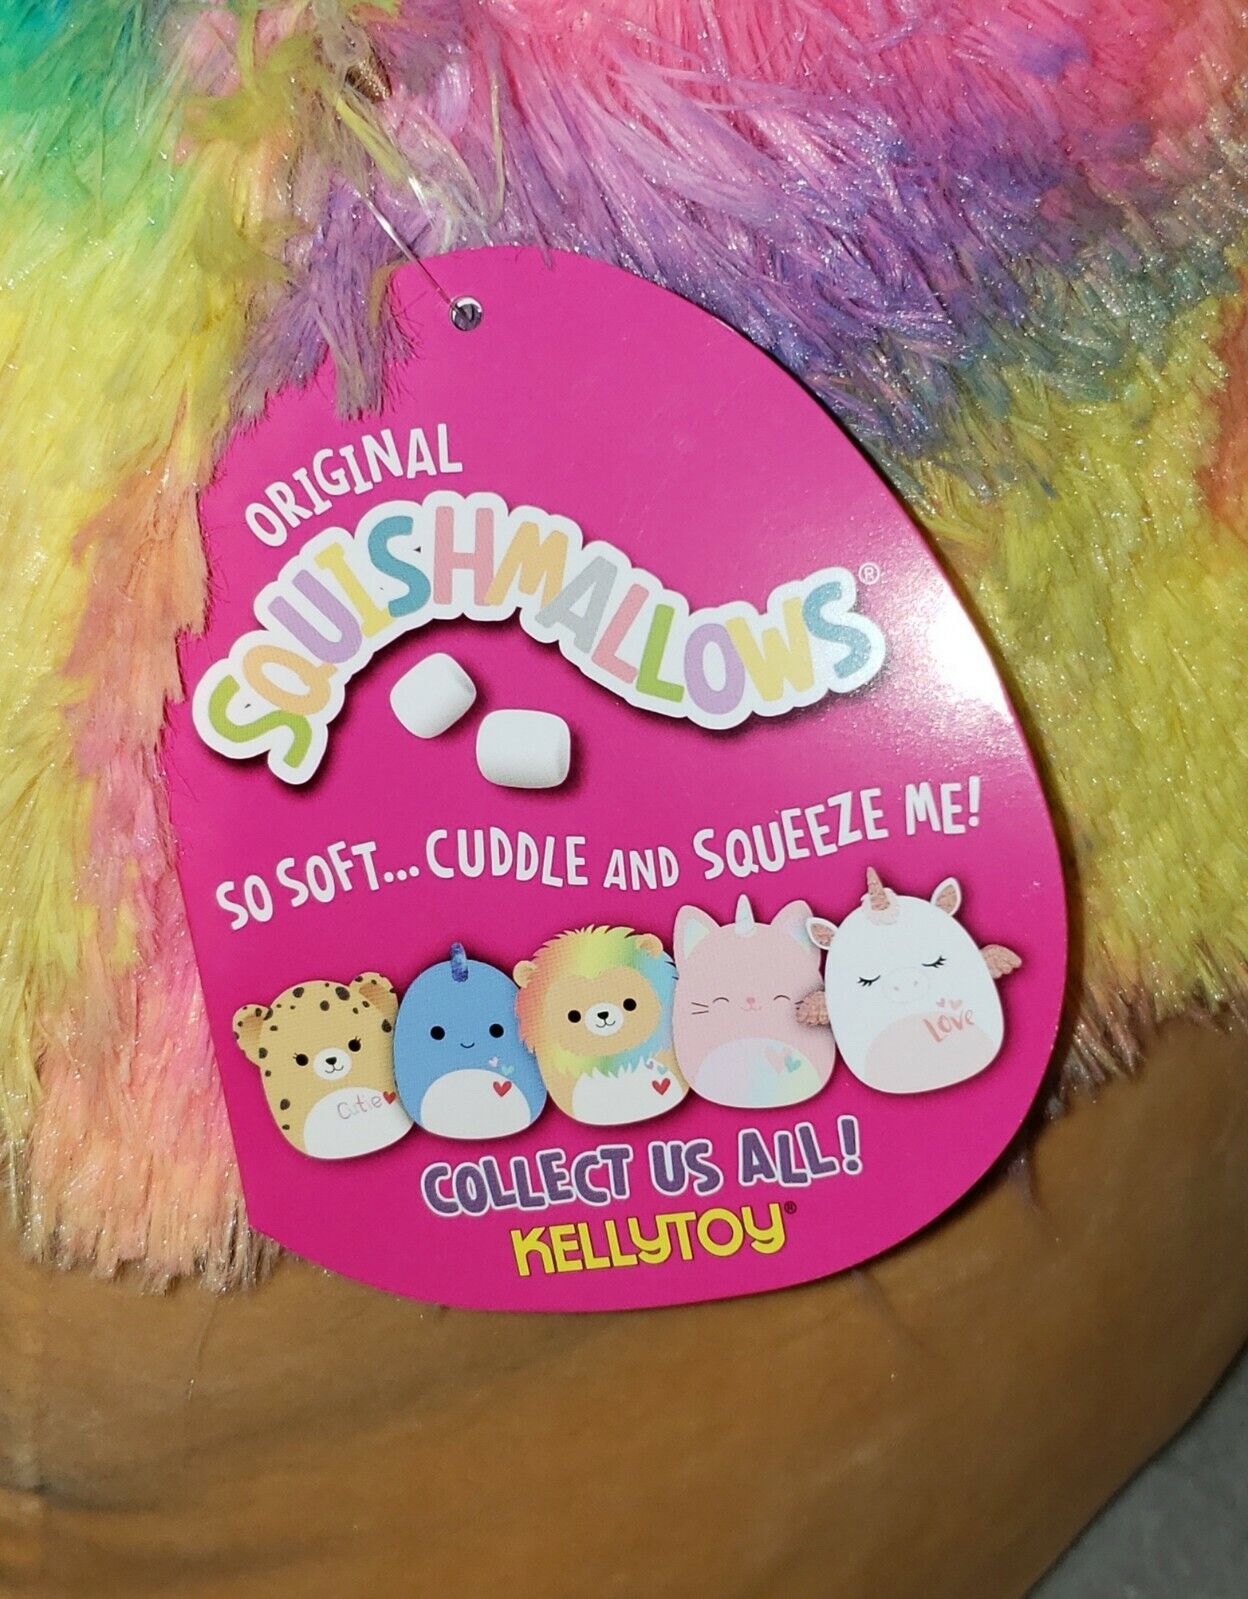 ORIGINAL
SQUISHMALLOWS®
SO SOFT... CUDDLE AND SQUEEZE ME!
Cutie
Love
COLLECT US ALL!
KELLYTOY®